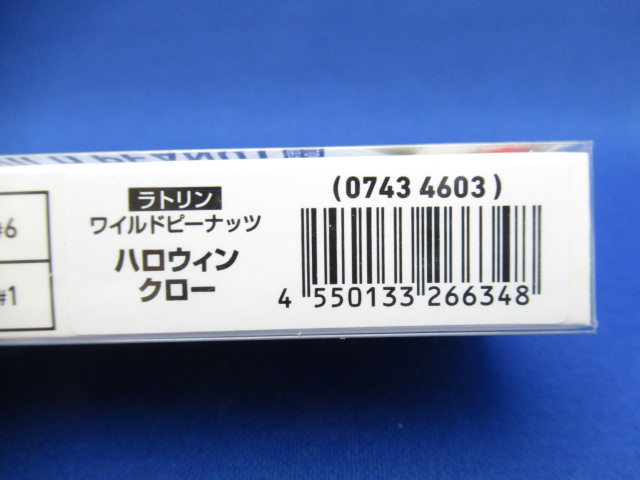 PEANUT
#6
#1
ラトリン
ワイルドピーナッツ
ハロウィン
クロー
(0743 4603)
4 550133 266348